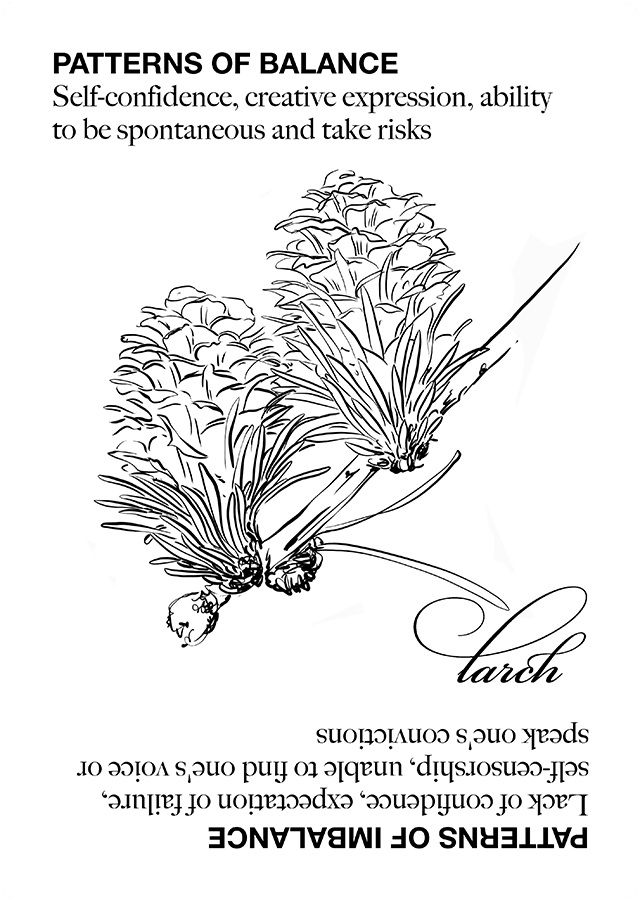 PATTERNS OF BALANCE
Self-confidence, creative expression, ability
to be spontaneous and take risks
Larch
PATTERNS OF IMBALANCE
Lack of confidence, expectation of failure,
self-censorship, unable to find one's voice or
speak one's convictions